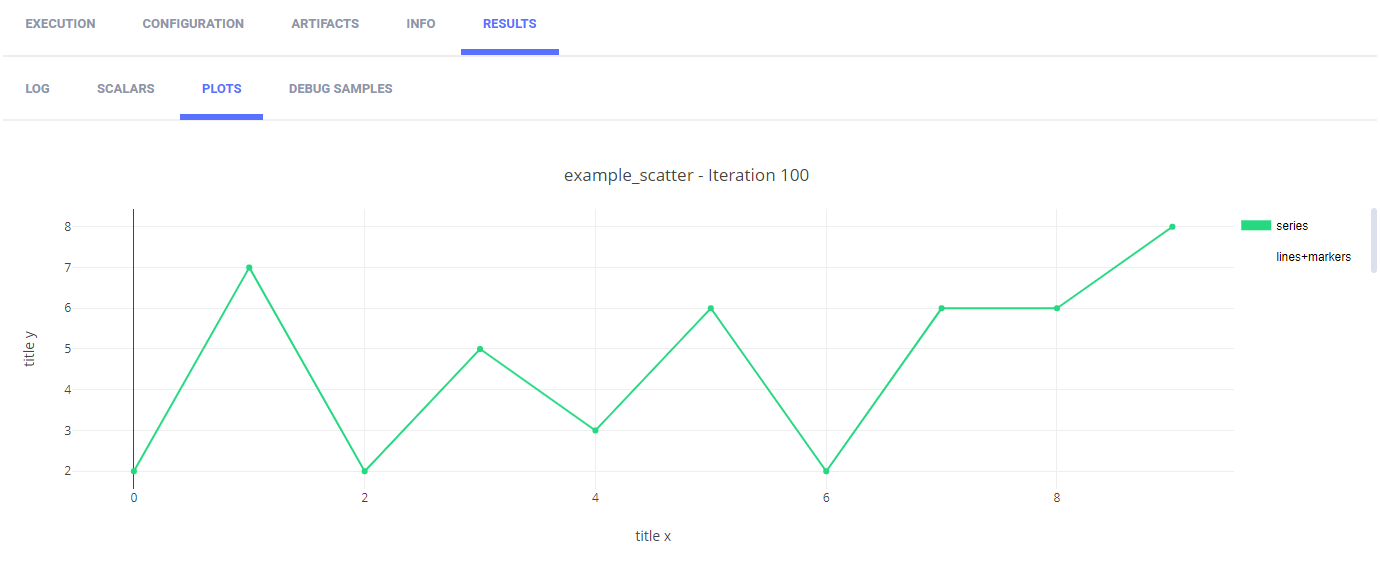 EXECUTION CONFIGURATION ARTIFACTS INFO RESULTS
LOG SCALARS PLOTS DEBUG SAMPLES
example_scatter - Iteration 100
8
7
6
5
4
3
2
title y
0 2 4 6 8
title x
series
lines+markers